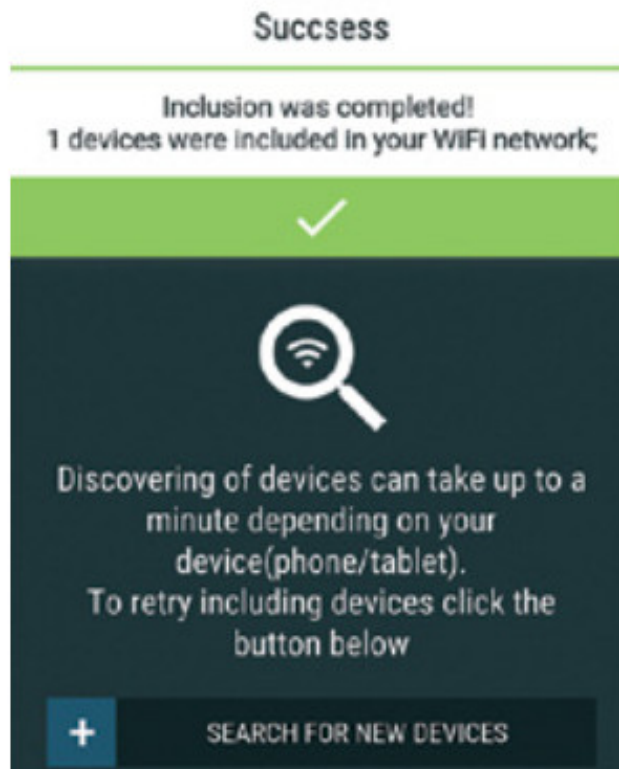 Succsess
Inclusion was completed!
1 devices were included in your WiFi network;
Discovering of devices can take up to a
minute depending on your
device(phone/tablet).
To retry including devices click the
button below
+ SEARCH FOR NEW DEVICES